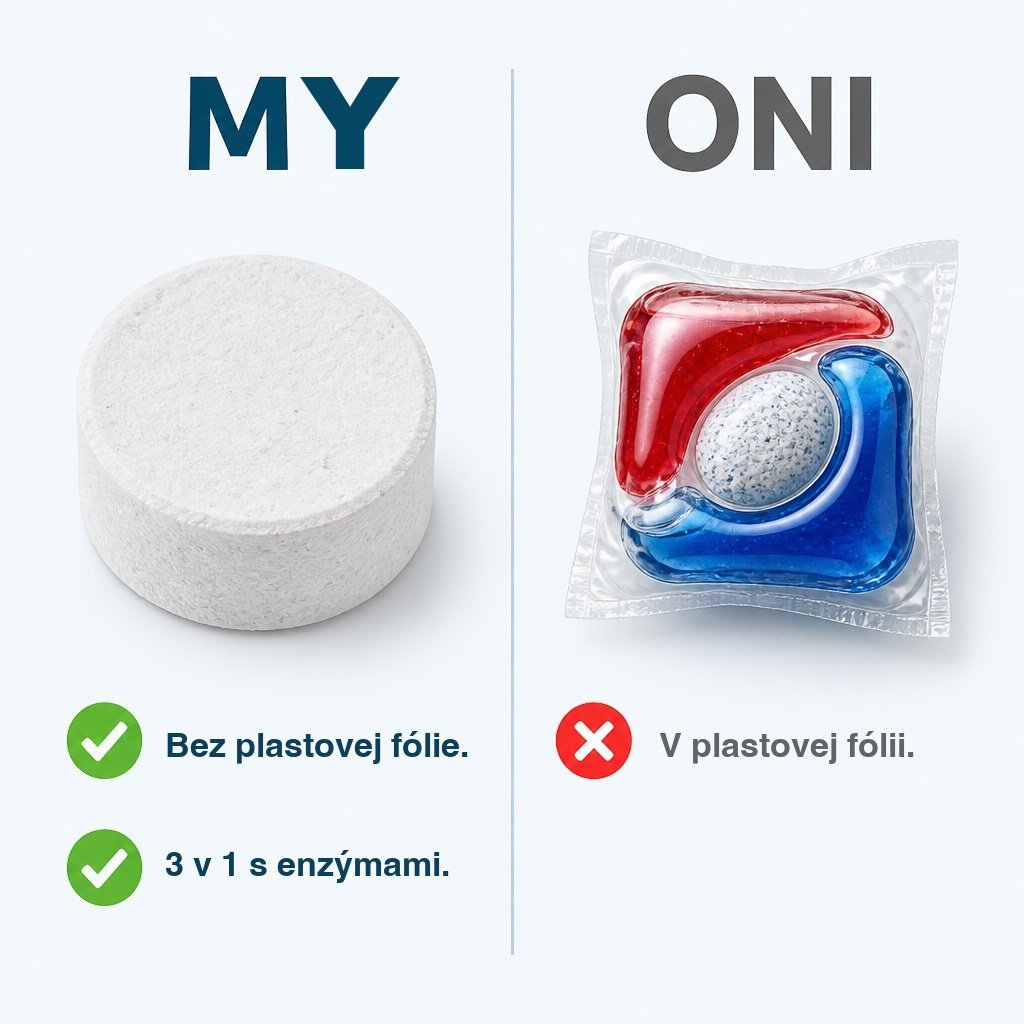 MY
ONI
Bez plastovej fólie.
V plastovej fólii.
3 v 1 s enzýmami.